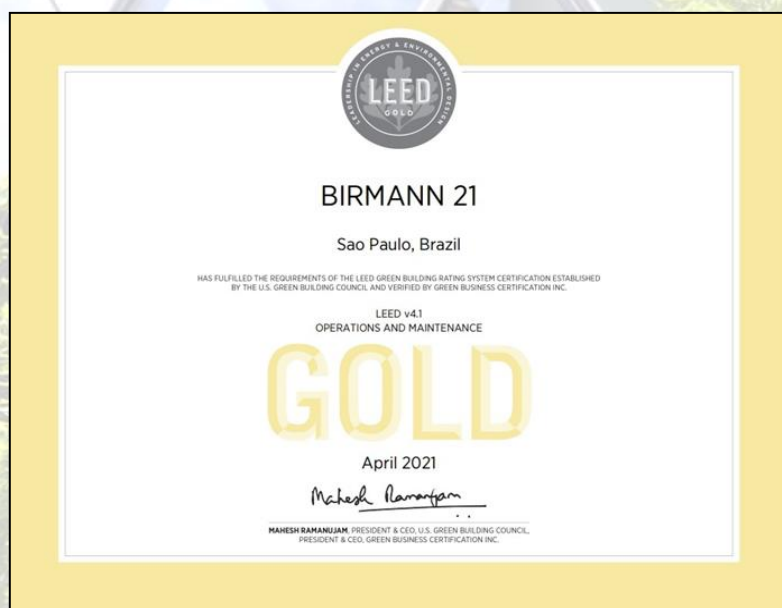 LEADERSHIP IN ENERGY & ENVIRONMENTAL DESIGN
LEED
GOLD
BIRMANN 21
Sao Paulo, Brazil
HAS FULFILLED THE REQUIREMENTS OF THE LEED GREEN BUILDING RATING SYSTEM CERTIFICATION ESTABLISHED
BY THE U.S. GREEN BUILDING COUNCIL AND VERIFIED BY GREEN BUSINESS CERTIFICATION INC.
LEED v4.1
OPERATIONS AND MAINTENANCE
GOLD
April 2021
Mahesh Ramanujam
MAHESH RAMANUJAM, PRESIDENT & CEO, U.S. GREEN BUILDING COUNCIL,
PRESIDENT & CEO, GREEN BUSINESS CERTIFICATION INC.